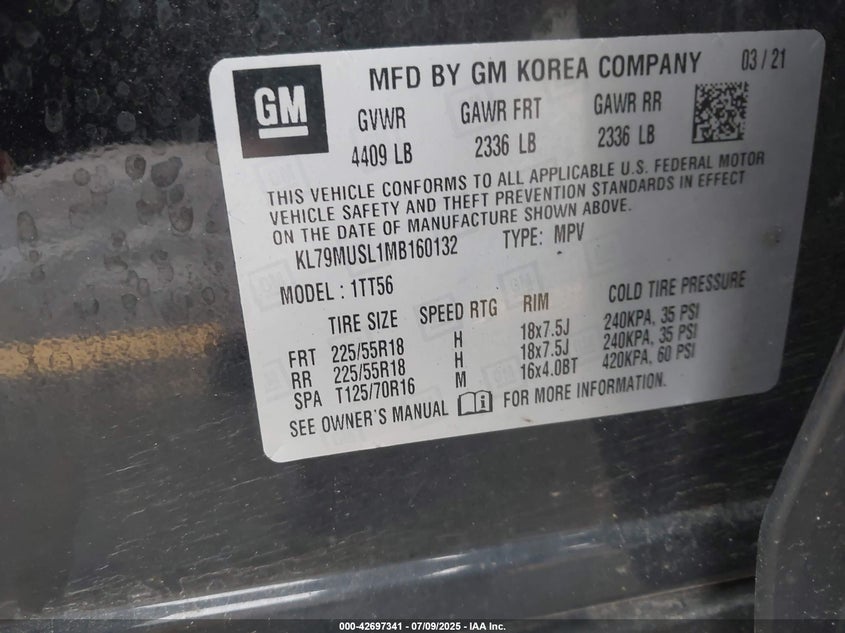 GM
MFD BY GM KOREA COMPANY 03 / 21
GVWR GAWR FRT GAWR RR
4409 LB 2336 LB 2336 LB
THIS VEHICLE CONFORMS TO ALL APPLICABLE U.S. FEDERAL MOTOR
VEHICLE SAFETY AND THEFT PREVENTION STANDARDS IN EFFECT
ON THE DATE OF MANUFACTURE SHOWN ABOVE.
KL79MUSL1MB160132 TYPE: MPV
MODEL : 1TT56
TIRE SIZE SPEED RTG RIM COLD TIRE PRESSURE
FRT 225/55R18 H 18x7.5J 240KPA, 35 PSI
RR 225/55R18 H 18x7.5J 240KPA, 35 PSI
SPA T125/70R16 M 16x4.0BT 420KPA, 60 PSI
SEE OWNER'S MANUAL FOR MORE INFORMATION.
000-42697341 / 07/09/2025 - IAA Inc.